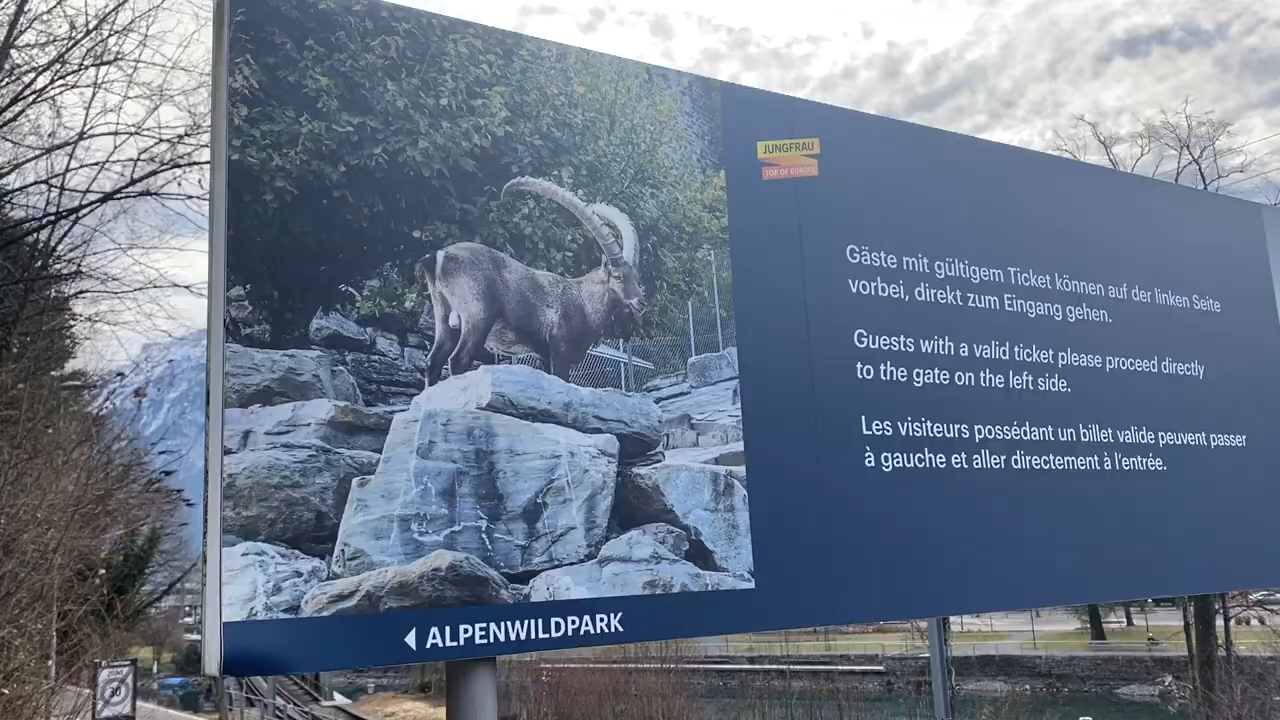 JUNGFRAU
TOP OF EUROPE
Gäste mit gültigem Ticket können auf der linken Seite
vorbei, direkt zum Eingang gehen.
Guests with a valid ticket please proceed directly
to the gate on the left side.
Les visiteurs possédant un billet valide peuvent passer
à gauche et aller directement à l'entrée.
ALPENWILDPARK
30